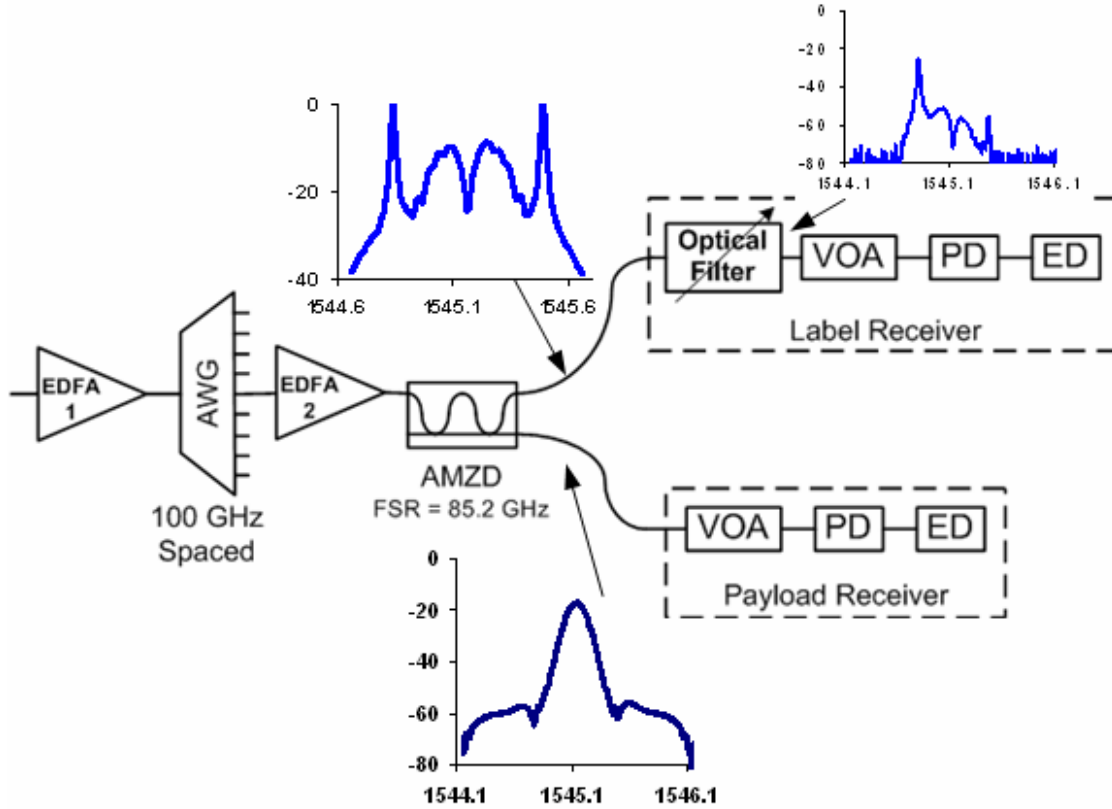 0
-20
-40
-60
-80
1544.1
1545.1
1546.1
0
-20
-40
1544.6
1545.1
1545.6
Optical
Filter
VOA
PD
ED
Label Receiver
EDFA
1
AWG
EDFA
2
AMZD
FSR = 85.2 GHz
100 GHz
Spaced
VOA
PD
ED
Payload Receiver
0
-20
-40
-60
-80
1544.1
1545.1
1546.1